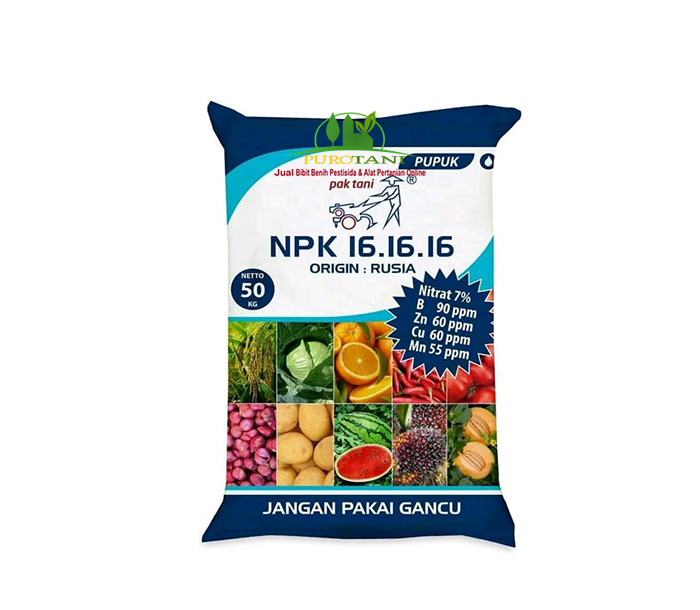 PUROTANI
PUPUK
Jual Bibit Benih Pestisida & Alat Pertanian Online
pak tani
®
NPK 16.16.16
ORIGIN : RUSIA
NETTO
50
KG
Nitrat 7%
B 90 ppm
Zn 60 ppm
Cu 60 ppm
Mn 55 ppm
JANGAN PAKAI GANCU